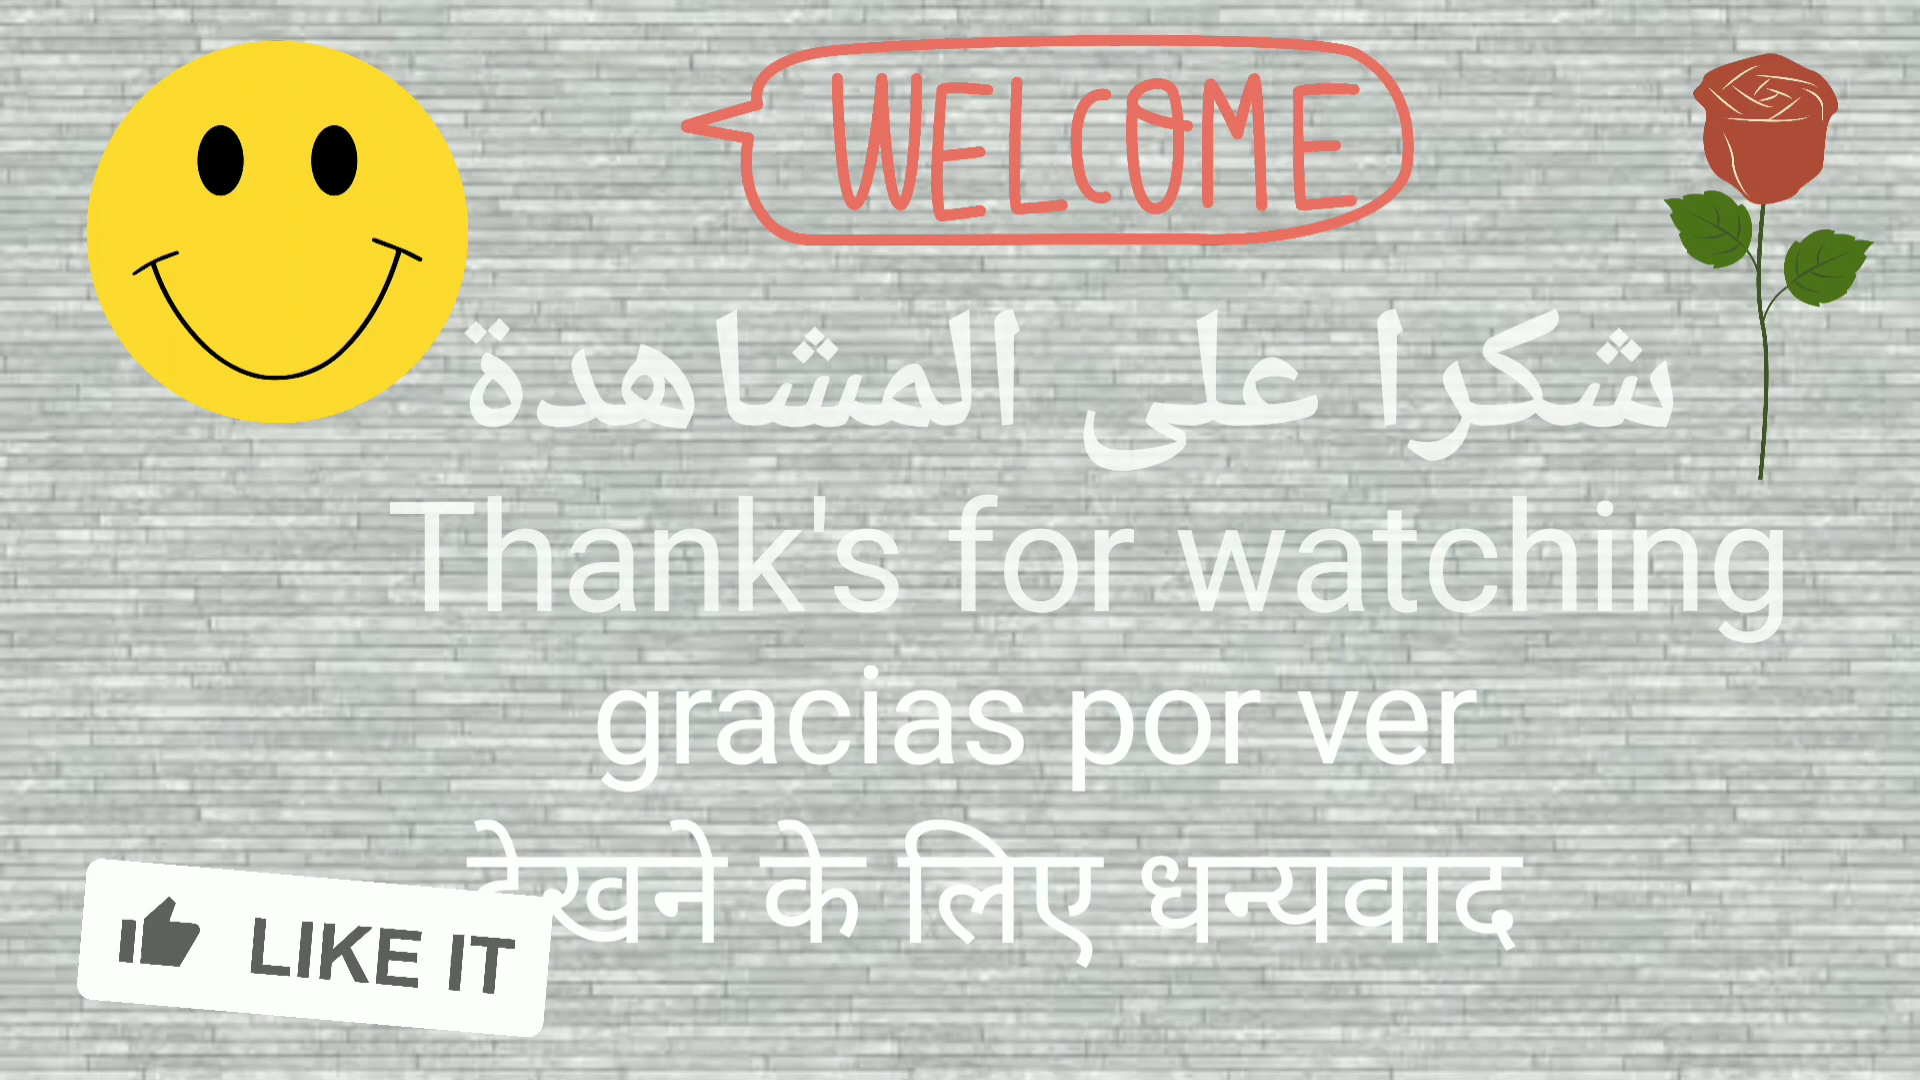 WELCOME
شكرا على المشاهدة
Thank's for watching
gracias por ver
देखने के लिए धन्यवाद
LIKE IT